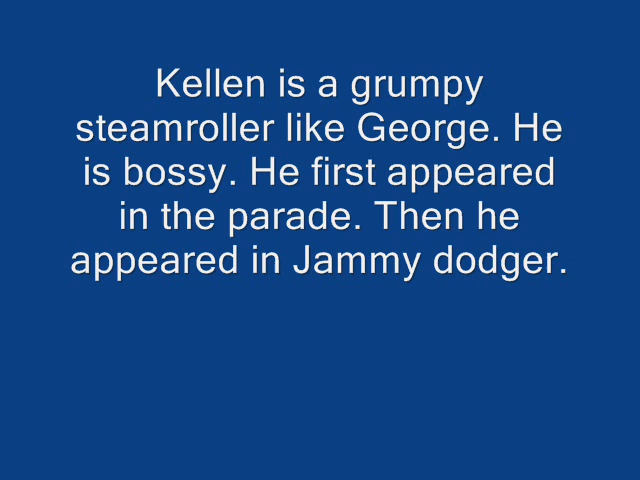 Kellen is a grumpy
steamroller like George. He
is bossy. He first appeared
in the parade. Then he
appeared in Jammy dodger.